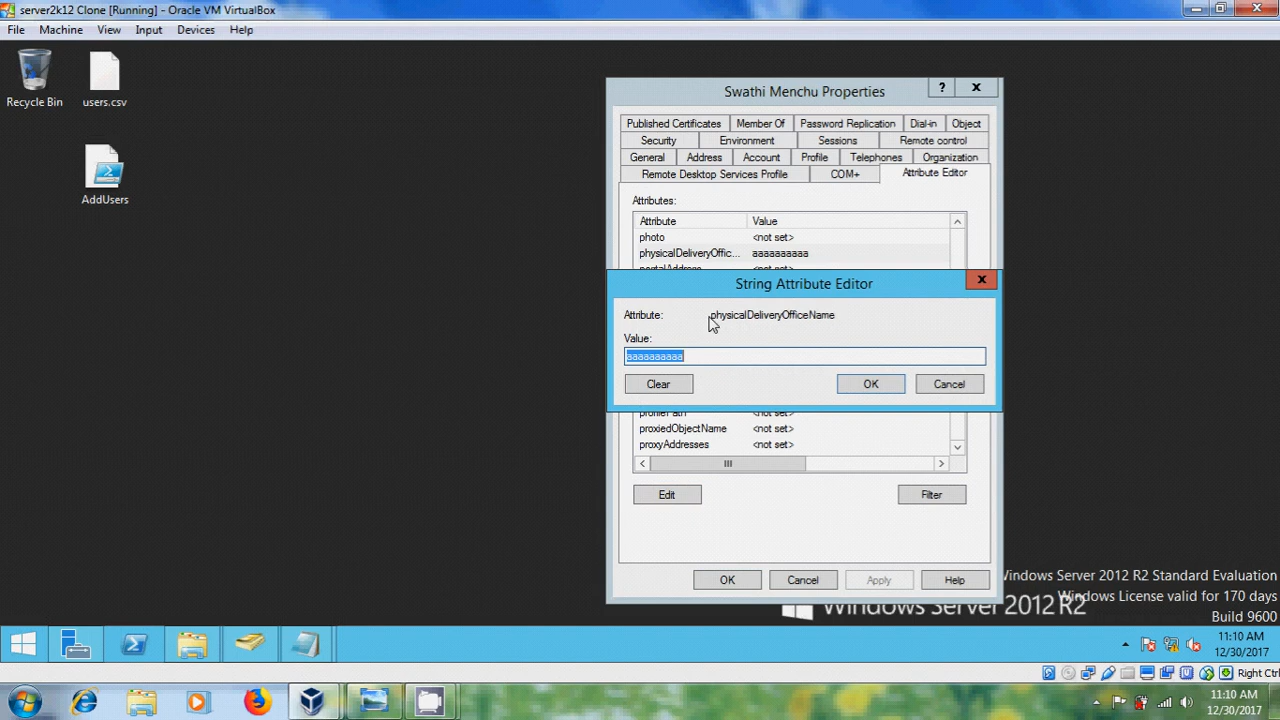 server2k12 Clone [Running] - Oracle VM VirtualBox
File Machine View Input Devices Help
Recycle Bin
users.csv
AddUsers
Swathi Menchu Properties
?
Published Certificates Member Of Password Replication Dial-in Object
Security Environment Sessions Remote control
General Address Account Profile Telephones Organization
Remote Desktop Services Profile COM+ Attribute Editor
Attributes:
Attribute Value
photo <not set>
physicalDeliveryOffic... aaaaaaaaaa
String Attribute Editor
Attribute: physicalDeliveryOfficeName
Value:
aaaaaaaaaa
Clear OK Cancel
proxiedObjectName <not set>
proxyAddresses <not set>
Edit Filter
OK Cancel Apply Help
Windows Server 2012 R2 Standard Evaluation
Windows License valid for 170 days
Build 9600
Windows Server 2012 R2
11:10 AM
12/30/2017
Right Ctrl
11:10 AM
12/30/2017